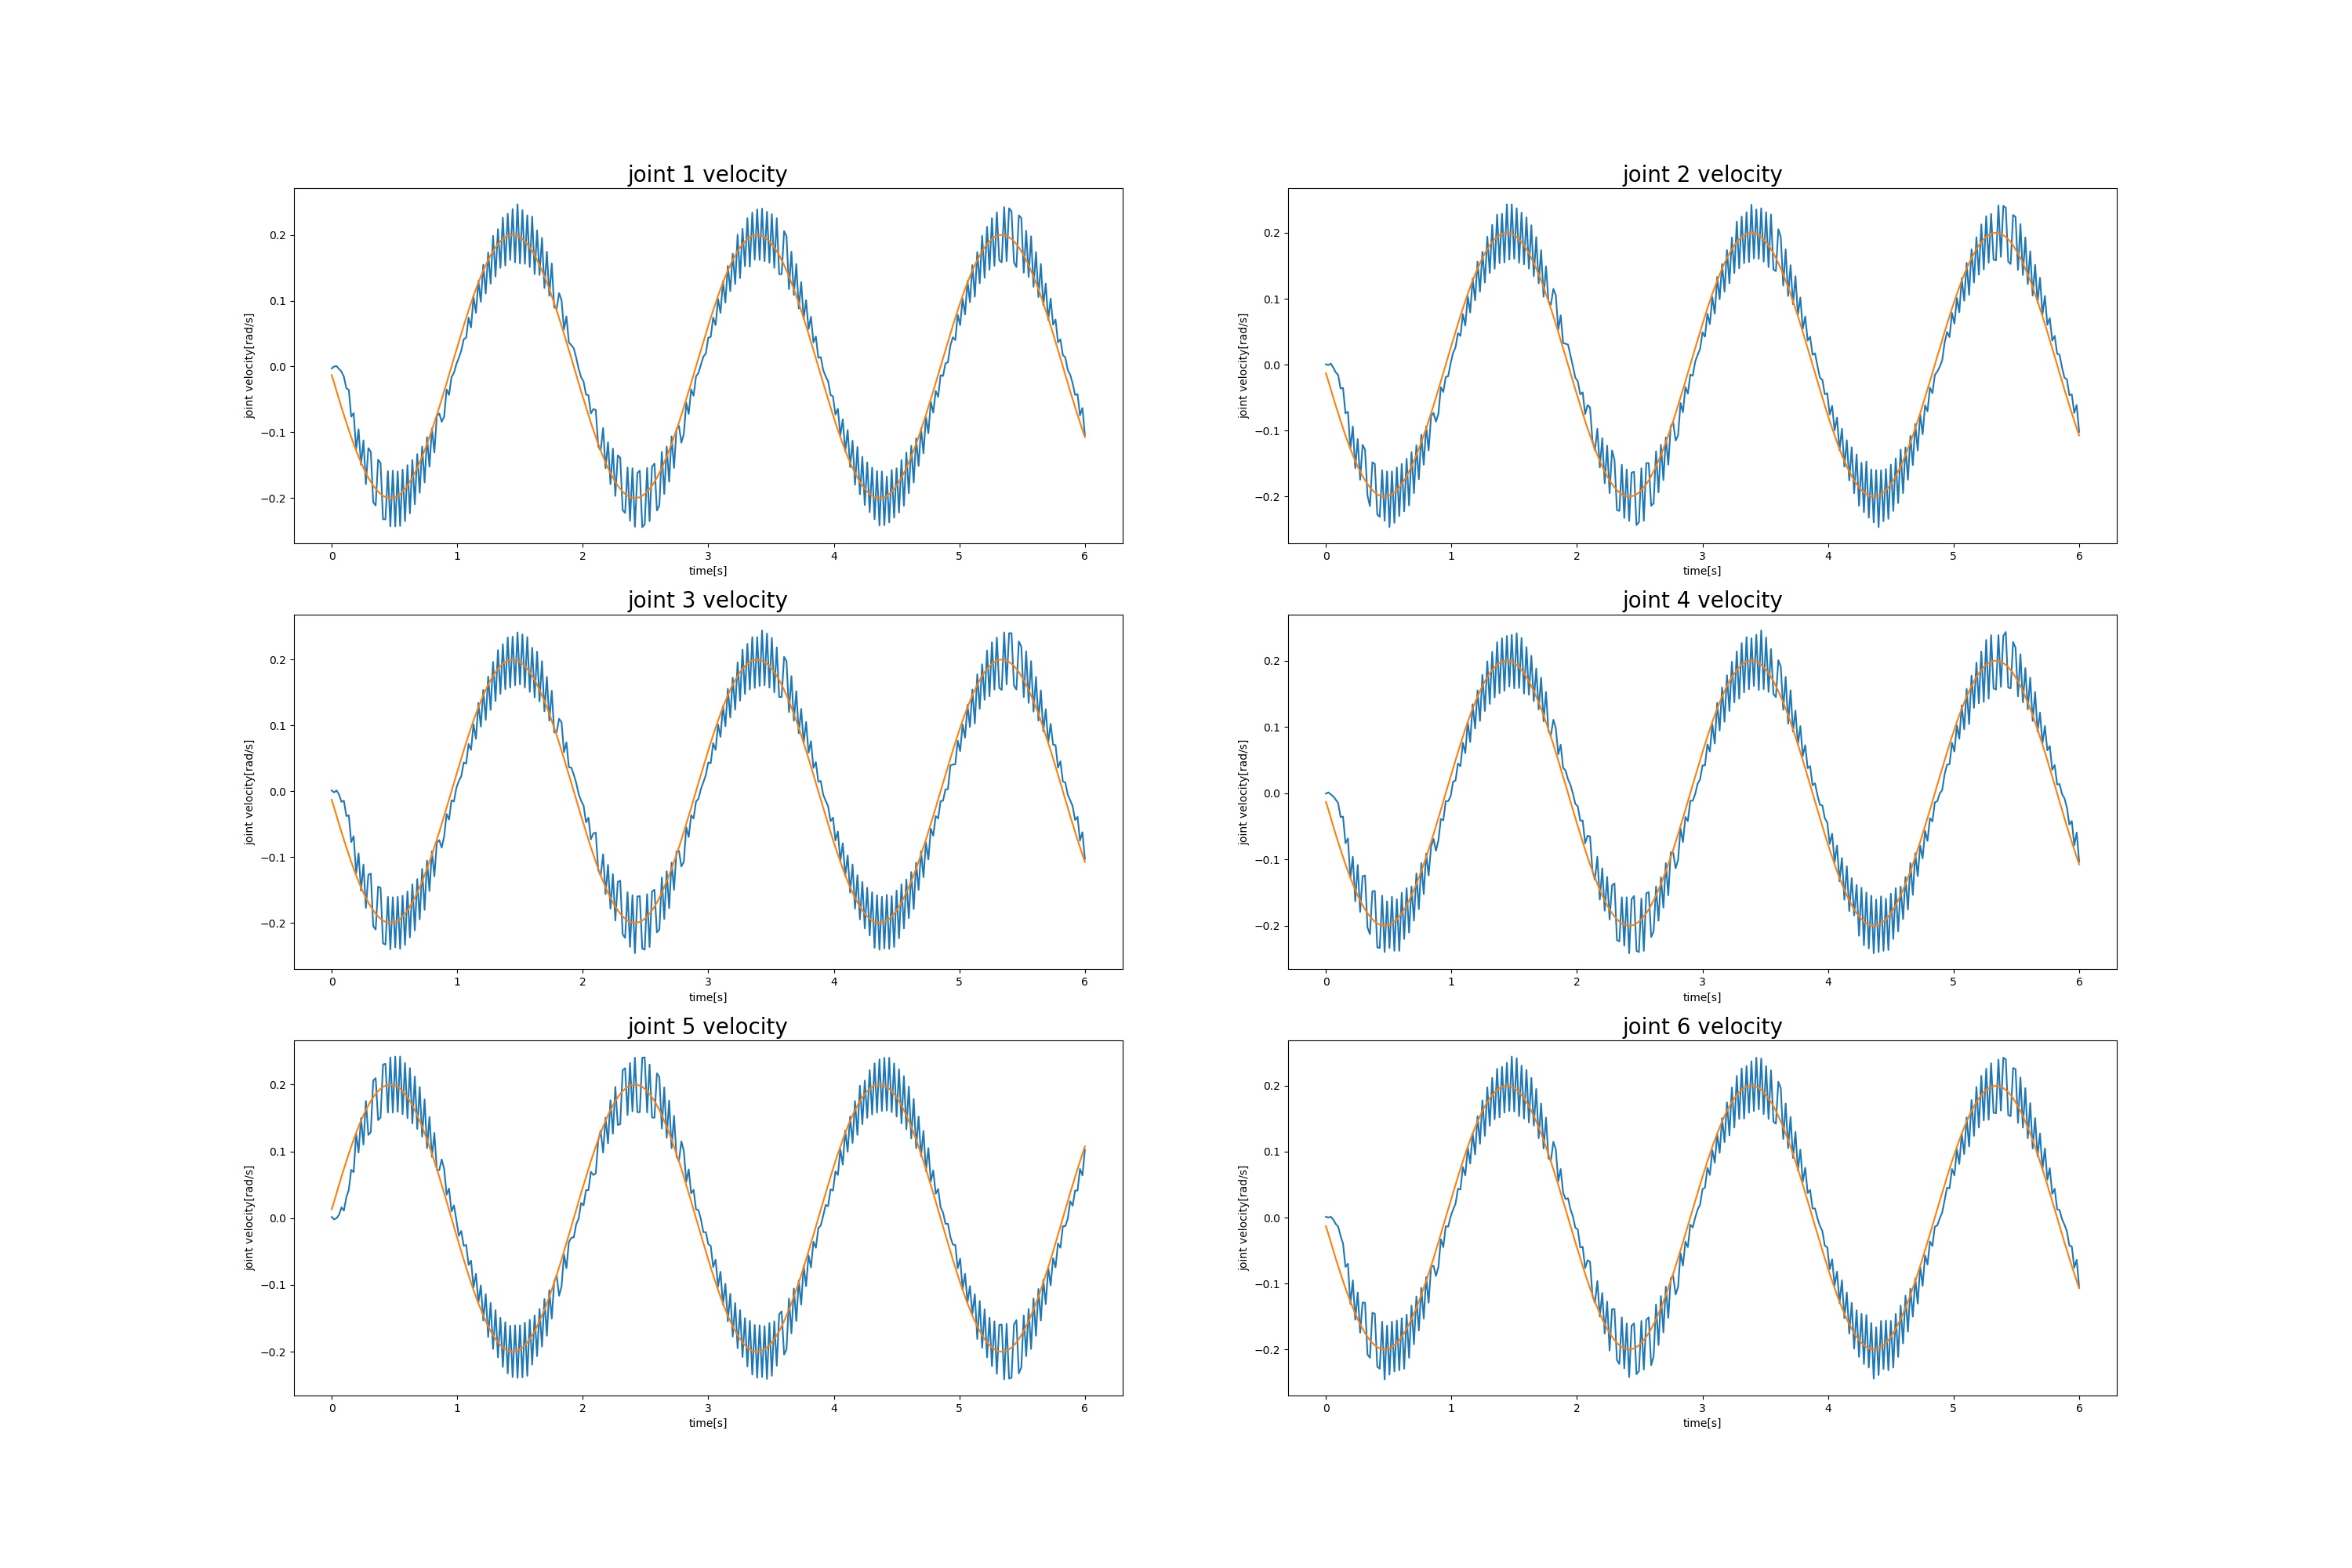 joint 1 velocity
joint velocity[rad/s]
0.2
0.1
0.0
−0.1
−0.2
0 1 2 3 4 5 6
time[s]
joint 2 velocity
joint velocity[rad/s]
0.2
0.1
0.0
−0.1
−0.2
0 1 2 3 4 5 6
time[s]
joint 3 velocity
joint velocity[rad/s]
0.2
0.1
0.0
−0.1
−0.2
0 1 2 3 4 5 6
time[s]
joint 4 velocity
joint velocity[rad/s]
0.2
0.1
0.0
−0.1
−0.2
0 1 2 3 4 5 6
time[s]
joint 5 velocity
joint velocity[rad/s]
0.2
0.1
0.0
−0.1
−0.2
0 1 2 3 4 5 6
time[s]
joint 6 velocity
joint velocity[rad/s]
0.2
0.1
0.0
−0.1
−0.2
0 1 2 3 4 5 6
time[s]